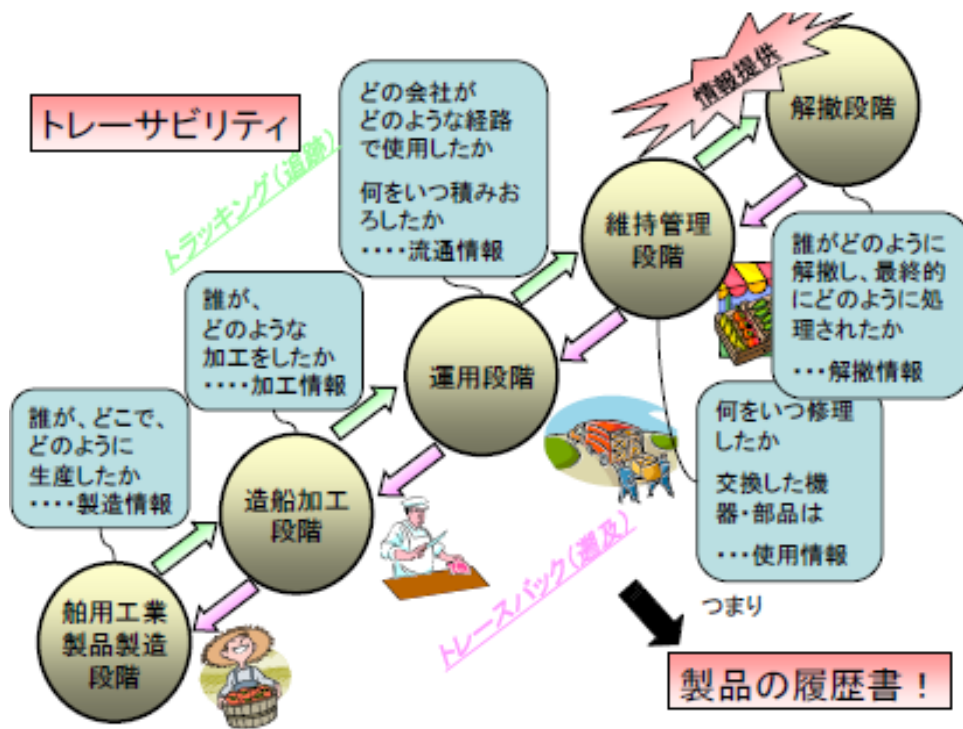 トレーサビリティ
情報提供
解撤段階
どの会社が
どのような経路
で使用したか
何をいつ積みお
ろしたか
････流通情報
トラッキング(追跡)
維持管理
段階
誰がどのように
解撤し、最終的
にどのように処
理されたか
･･･解撤情報
誰が、
どのような
加工をしたか
････加工情報
運用段階
何をいつ修理
したか
交換した機
器・部品は
･･･使用情報
誰が、どこで、
どのように
生産したか
････製造情報
造船加工
段階
トレースバック(遡及)
つまり
舶用工業
製品製造
段階
製品の履歴書！